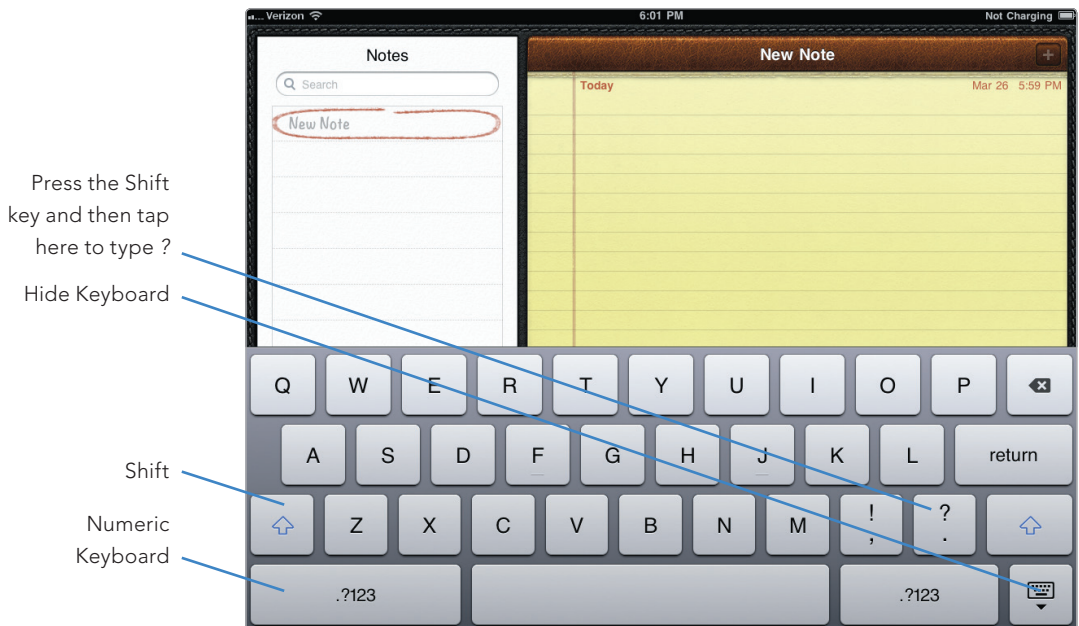 ... Verizon 6:01 PM Not Charging
Notes
Search
New Note
New Note
Today Mar 26 5:59 PM
Press the Shift
key and then tap
here to type ?
Hide Keyboard
Shift
Numeric
Keyboard
Q W E R T Y U I O P
A S D F G H J K L return
Z X C V B N M ! , ? .
.?123 .?123